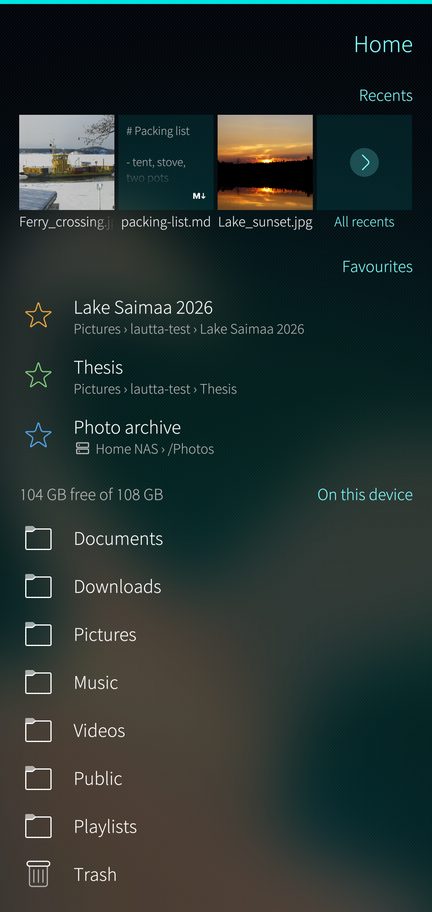 Home
Recents
# Packing list
- tent, stove,
two pots
M↓
Ferry_crossing.j
packing-list.md
Lake_sunset.jpg
All recents
Favourites
Lake Saimaa 2026
Pictures › lautta-test › Lake Saimaa 2026
Thesis
Pictures › lautta-test › Thesis
Photo archive
Home NAS › /Photos
104 GB free of 108 GB
On this device
Documents
Downloads
Pictures
Music
Videos
Public
Playlists
Trash